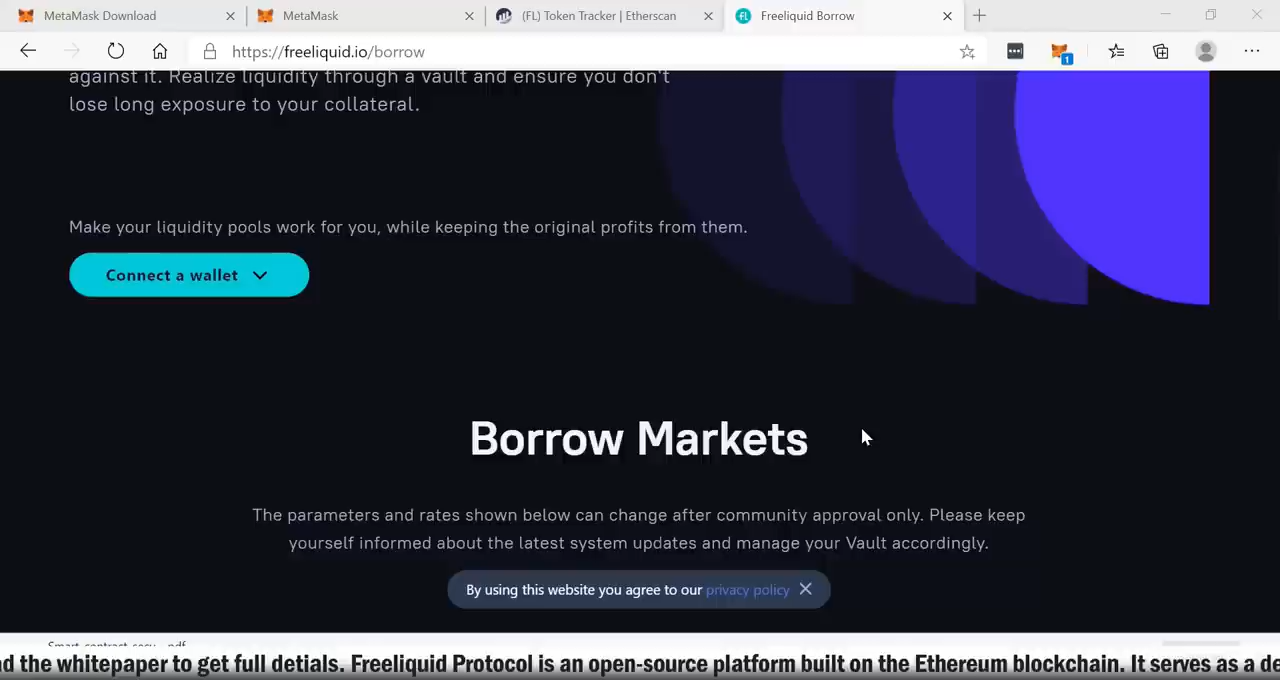 MetaMask Download
MetaMask
(FL) Token Tracker | Etherscan
Freeliquid Borrow
https://freeliquid.io/borrow
1
against it. Realize liquidity through a vault and ensure you don't
lose long exposure to your collateral.
Make your liquidity pools work for you, while keeping the original profits from them.
Connect a wallet
Borrow Markets
The parameters and rates shown below can change after community approval only. Please keep
yourself informed about the latest system updates and manage your Vault accordingly.
By using this website you agree to our privacy policy
the whitepaper to get full detials. Freeliquid Protocol is an open-source platform built on the Ethereum blockchain. It serves as a